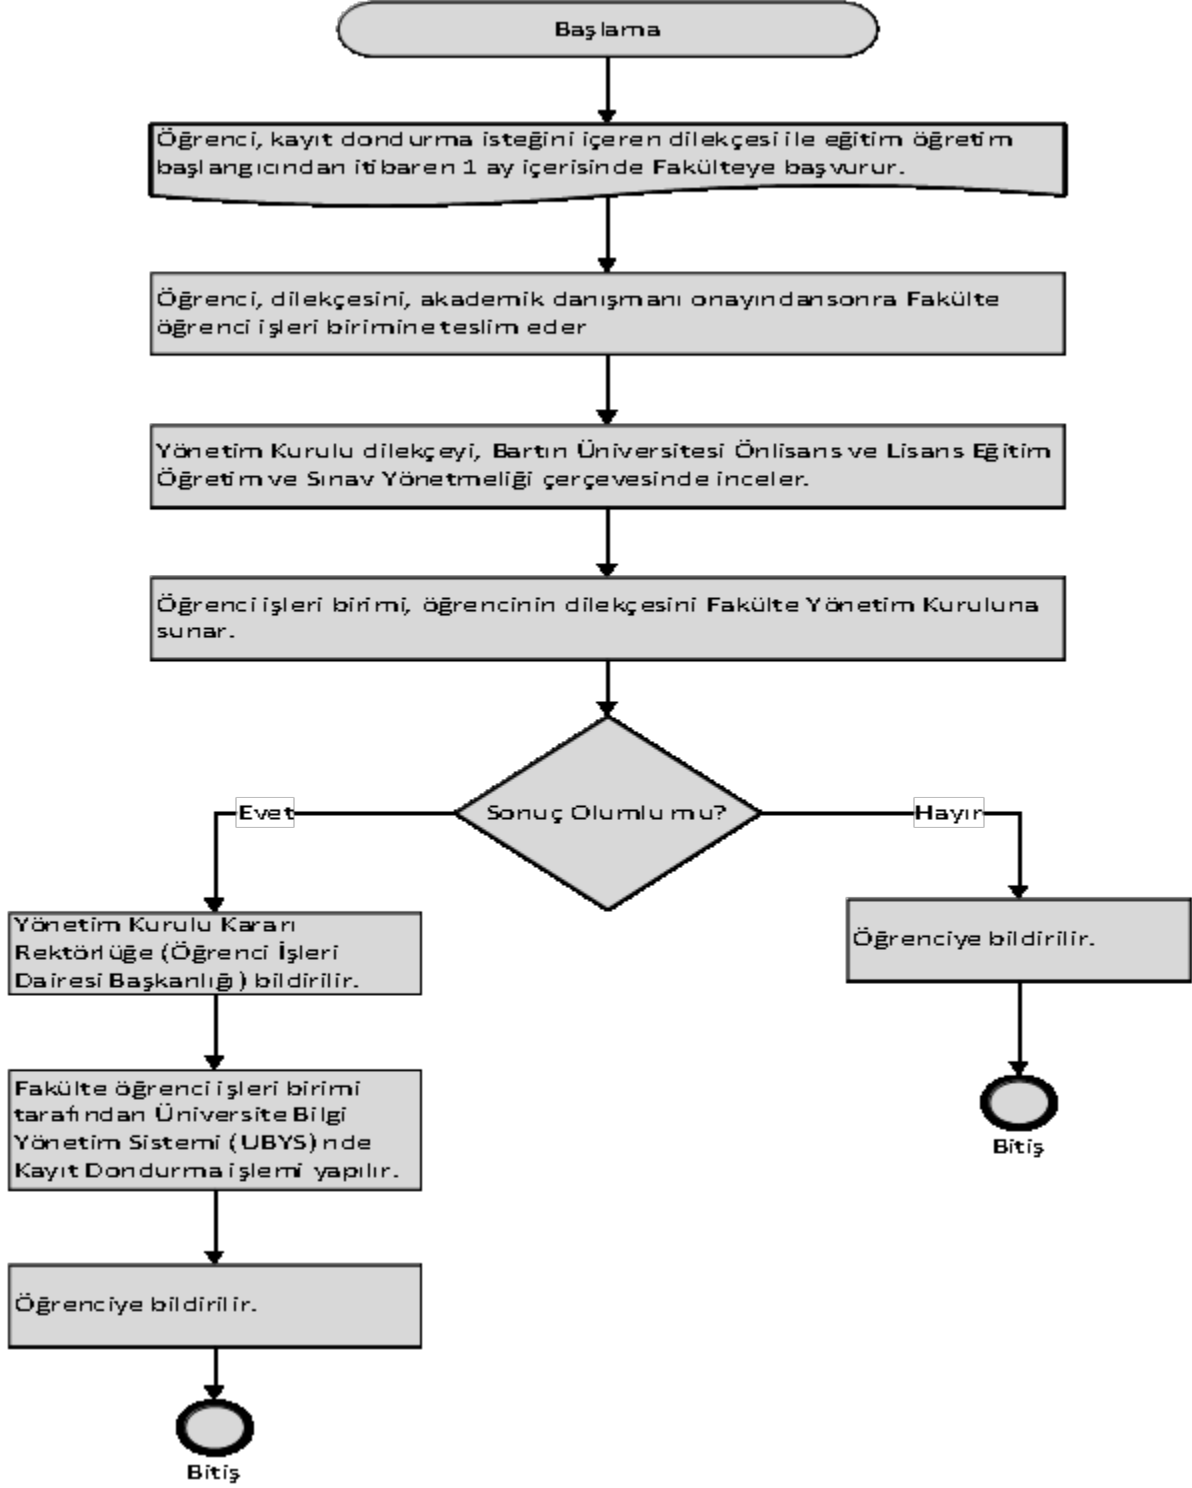 Başlama
Öğrenci, kayıt dondurma isteğini içeren dilekçesi ile eğitim öğretim
başlangıcından itibaren 1 ay içerisinde Fakülteye başvurur.
Öğrenci, dilekçesini, akademik danışmanı onayındansonra Fakülte
öğrenci işleri birimine teslim eder
Yönetim Kurulu dilekçeyi, Bartın Üniversitesi Önlisans ve Lisans Eğitim
Öğretim ve Sınav Yönetmeliği çerçevesinde inceler.
Öğrenci işleri birimi, öğrencinin dilekçesini Fakülte Yönetim Kuruluna
sunar.
Sonuç Olumlu mu?
Evet
Hayır
Yönetim Kurulu Kararı
Rektörlüğe (Öğrenci İşleri
Dairesi Başkanlığı) bildirilir.
Öğrenciye bildirilir.
Fakülte öğrenci işleri birimi
tarafından Üniversite Bilgi
Yönetim Sistemi (UBYS) nde
Kayıt Dondurma işlemi yapılır.
Bitiş
Öğrenciye bildirilir.
Bitiş